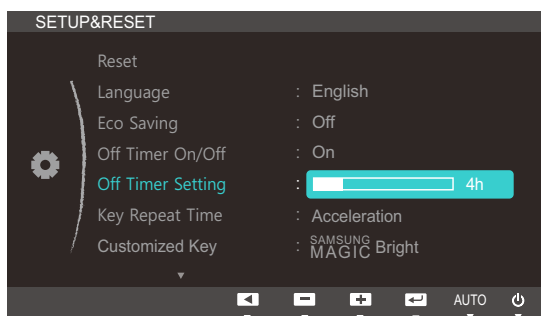 SETUP&RESET
Reset
Language : English
Eco Saving : Off
Off Timer On/Off : On
Off Timer Setting : 4h
Key Repeat Time : Acceleration
Customized Key : SAMSUNG MAGIC Bright
AUTO